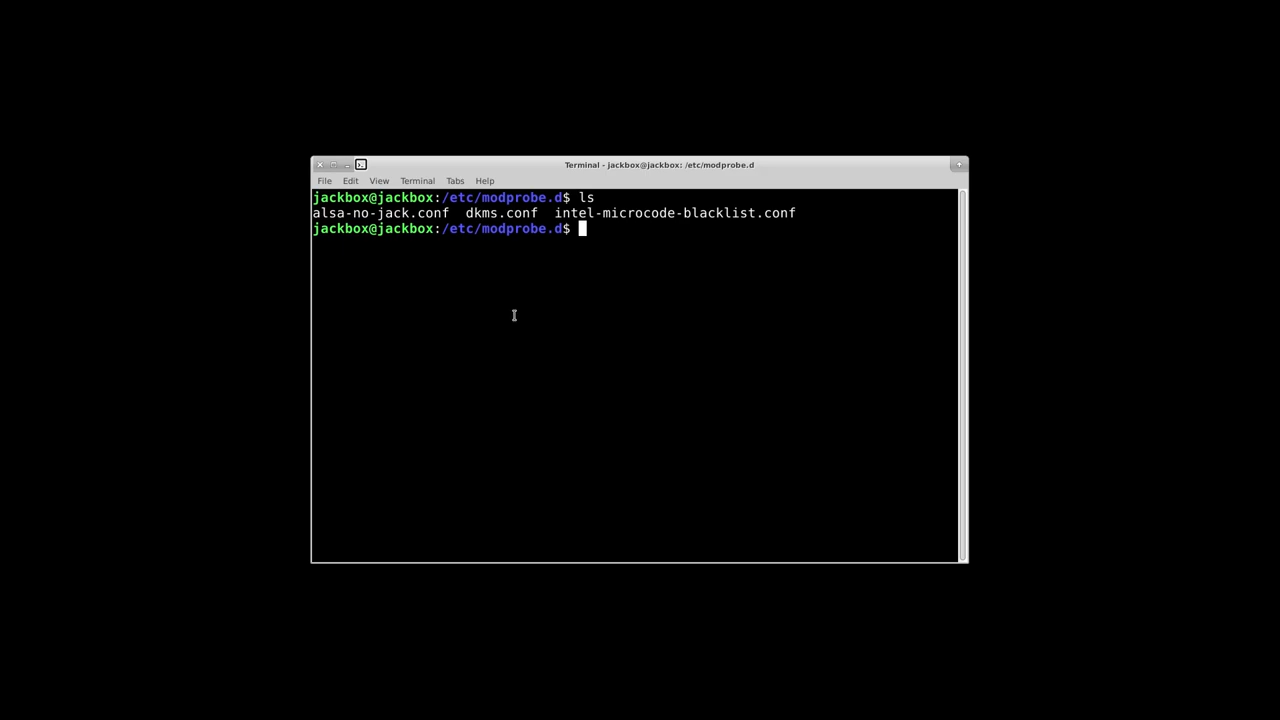 Terminal - jackbox@jackbox: /etc/modprobe.d
File Edit View Terminal Tabs Help
jackbox@jackbox:/etc/modprobe.d$ ls
alsa-no-jack.conf  dkms.conf  intel-microcode-blacklist.conf
jackbox@jackbox:/etc/modprobe.d$